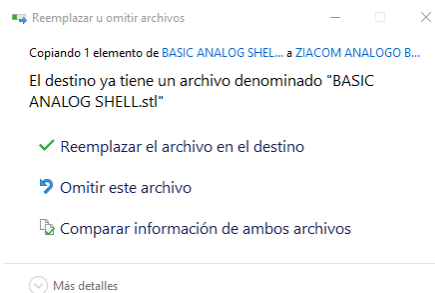 Reemplazar u omitir archivos
Copiando 1 elemento de BASIC ANALOG SHEL... a ZIACOM ANALOGO B...
El destino ya tiene un archivo denominado "BASIC
ANALOG SHELL.stl"
Reemplazar el archivo en el destino
Omitir este archivo
Comparar información de ambos archivos
Más detalles